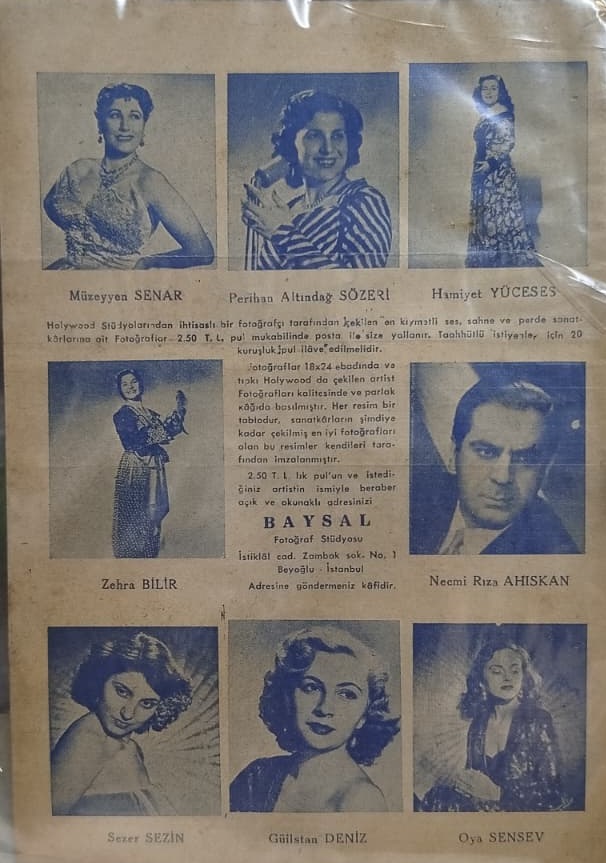 Müzeyyen SENAR
Perihan Altındağ SÖZERİ
Hamiyet YÜCESES
Holywood Stüdyolarından ihtisaslı bir fotoğrafçı tarafından çekilen en kıymetli ses, sahne ve perde sanat-
kârlarına ait Fotoğraflar 2.50 T. L. pul mukabilinde posta ile size yollanır. Taahhütlü istiyenler için 20
kuruşluk pul ilâve edilmelidir.
Fotoğraflar 18x24 ebadında ve
tıpkı Holywood da çekilen artist
Fotoğrafları kalitesinde ve parlak
kâğıda basılmıştır. Her resim bir
tablodur, sanatkârların şimdiye
kadar çekilmiş en iyi fotoğrafları
olan bu resimler kendileri tara-
fından imzalanmıştır.
2.50 T. L. lık pul'un ve istedi-
ğiniz artistin ismiyle beraber
açık ve okunaklı adresinizi
BAYSAL
Fotoğraf Stüdyosu
İstiklâl cad. Zambak sok. No. 1
Beyoğlu - İstanbul
Adresine göndermeniz kâfidir.
Zehra BİLİR
Necmi Rıza AHISKAN
Sezer SEZİN
Gülistan DENİZ
Oya SENSEV